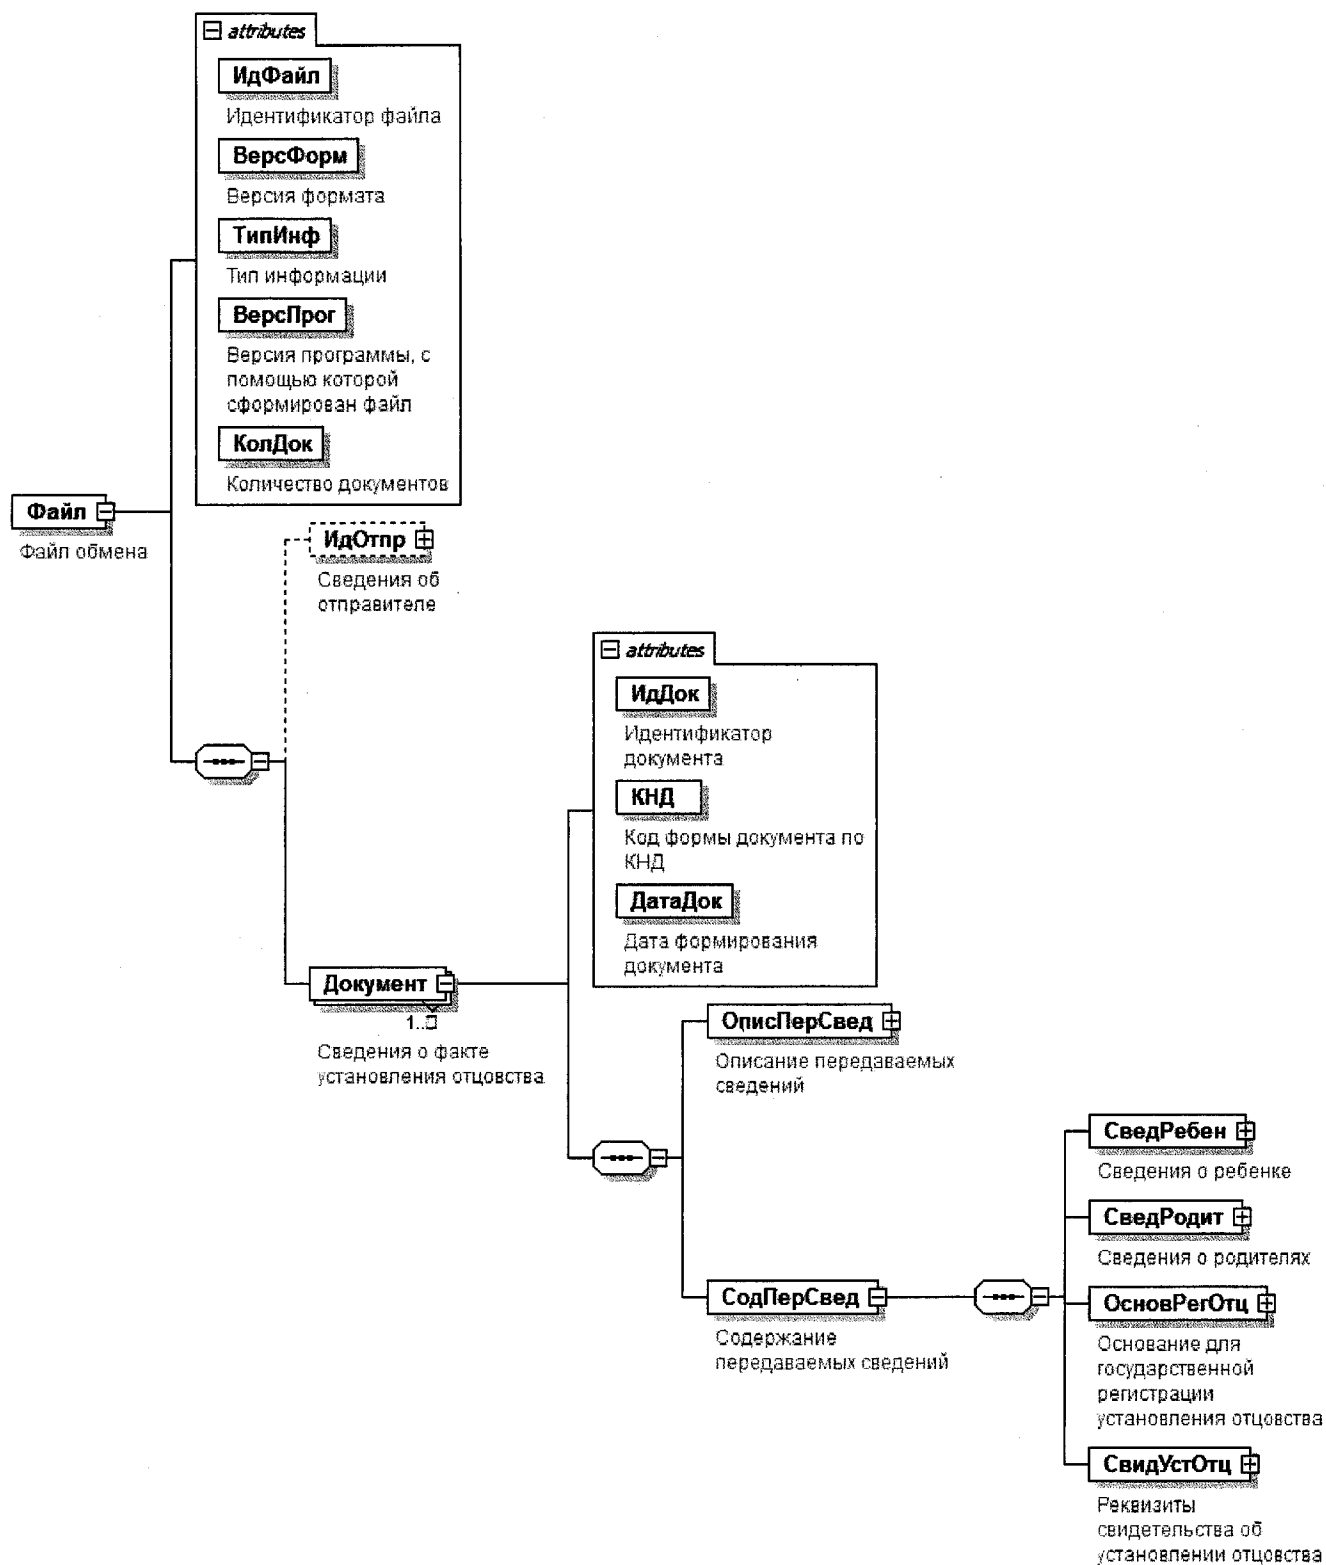 attributes
ИдФайл
Идентификатор файла
ВерсФорм
Версия формата
ТипИнф
Тип информации
ВерсПрог
Версия программы, с
помощью которой
сформирован файл
КолДок
Количество документов
Файл
Файл обмена
ИдОтпр
Сведения об
отправителе
attributes
ИдДок
Идентификатор
документа
КНД
Код формы документа по
КНД
ДатаДок
Дата формирования
документа
Документ
1..
Сведения о факте
установления отцовства
ОписПерСвед
Описание передаваемых
сведений
СодПерСвед
Содержание
передаваемых сведений
СведРебен
Сведения о ребенке
СведРодит
Сведения о родителях
ОсновРегОтц
Основание для
государственной
регистрации
установления отцовства
СвидУстОтц
Реквизиты
свидетельства об
установлении отцовства